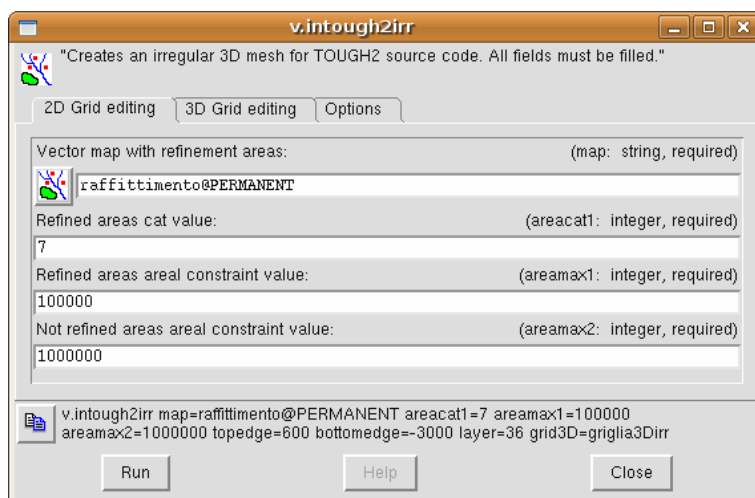 v.intough2irr
"Creates an irregular 3D mesh for TOUGH2 source code. All fields must be filled."
2D Grid editing 3D Grid editing Options
Vector map with refinement areas: (map: string, required)
raffittimento@PERMANENT
Refined areas cat value: (areacat1: integer, required)
7
Refined areas areal constraint value: (areamax1: integer, required)
100000
Not refined areas areal constraint value: (areamax2: integer, required)
1000000
v.intough2irr map=raffittimento@PERMANENT areacat1=7 areamax1=100000
areamax2=1000000 topedge=600 bottomedge=-3000 layer=36 grid3D=griglia3Dirr
Run Help Close